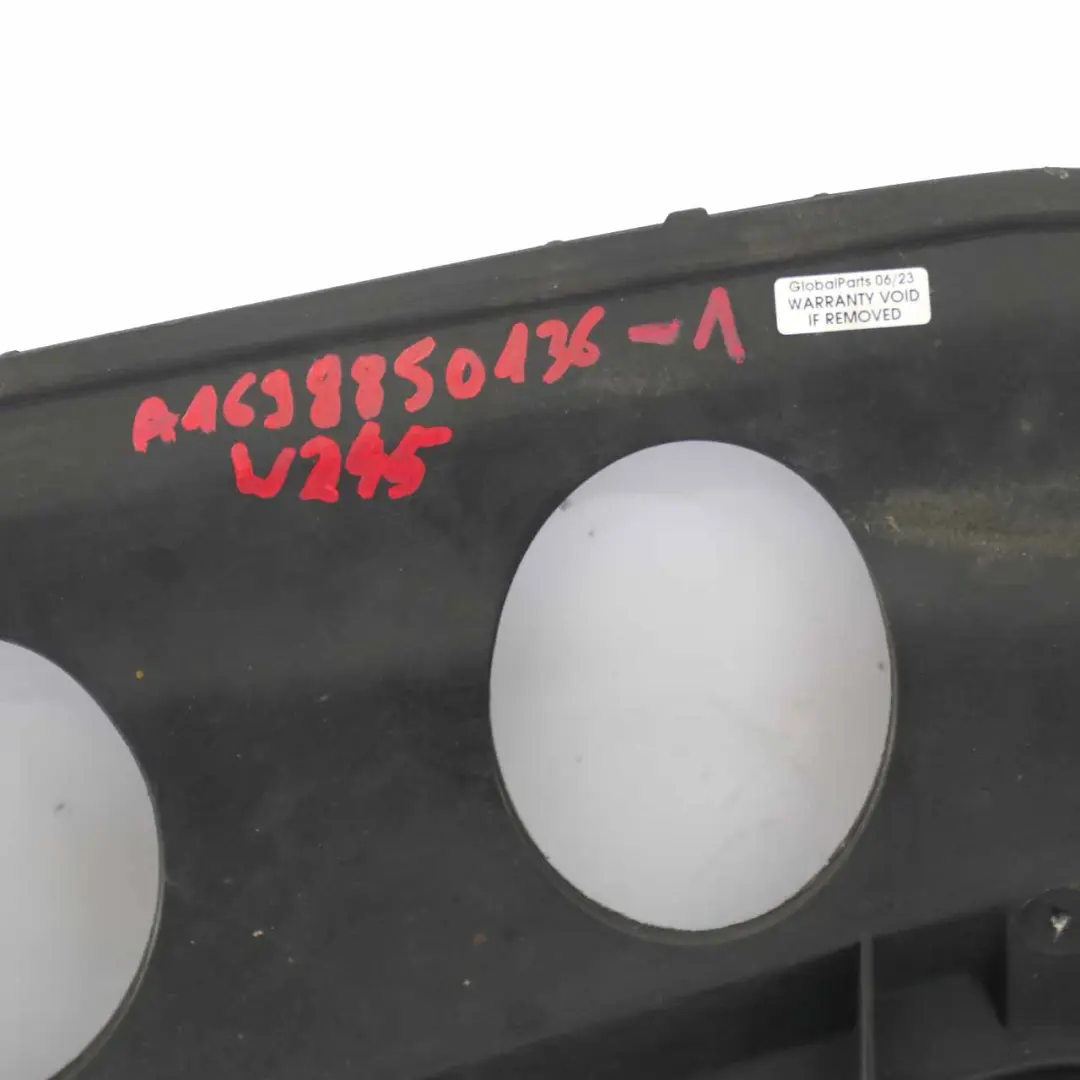 GlobalParts 06/23
WARRANTY VOID
IF REMOVED
A1698850136-1
W245